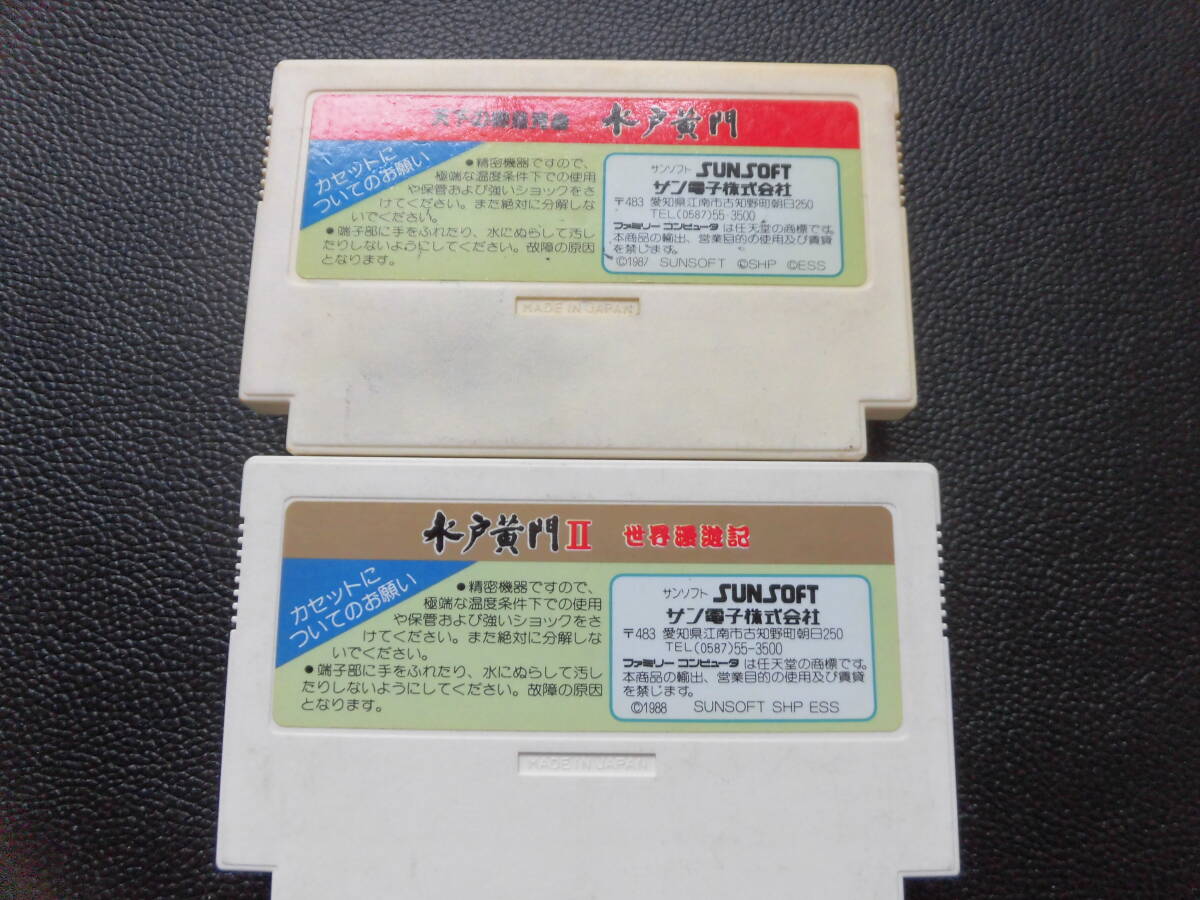 天下の御意見番 水戸黄門
カセットに
ついてのお願い
●精密機器ですので、
極端な温度条件下での使用
や保管および強いショックをさ
けてください。また絶対に分解しな
いでください。
●端子部に手をふれたり、水にぬらして汚し
たりしないようにしてください。故障の原因
となります。
サンソフト SUNSOFT
サン電子株式会社
〒483 愛知県江南市古知野町朝日250
TEL(0587)55-3500
ファミリー コンピュータ は任天堂の商標です。
本商品の輸出、営業目的の使用及び賃貸
を禁じます。
©1987 SUNSOFT ©SHP ©ESS
MADE IN JAPAN
水戸黄門II 世界漫遊記
カセットに
ついてのお願い
●精密機器ですので、
極端な温度条件下での使用
や保管および強いショックをさ
けてください。また絶対に分解しな
いでください。
●端子部に手をふれたり、水にぬらして汚し
たりしないようにしてください。故障の原因
となります。
サンソフト SUNSOFT
サン電子株式会社
〒483 愛知県江南市古知野町朝日250
TEL(0587)55-3500
ファミリー コンピュータ は任天堂の商標です。
本商品の輸出、営業目的の使用及び賃貸
を禁じます。
©1988 SUNSOFT SHP ESS
MADE IN JAPAN